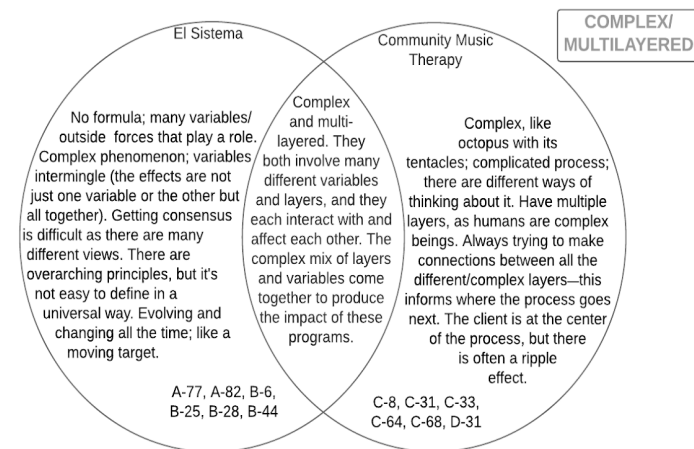 COMPLEX/
MULTILAYERED
El Sistema
No formula; many variables/
outside forces that play a role.
Complex phenomenon; variables
intermingle (the effects are not
just one variable or the other but
all together). Getting consensus
is difficult as there are many
different views. There are
overarching principles, but it's
not easy to define in a
universal way. Evolving and
changing all the time; like a
moving target.
A-77, A-82, B-6,
B-25, B-28, B-44
Complex
and multi-
layered. They
both involve many
different variables
and layers, and they
each interact with and
affect each other. The
complex mix of layers
and variables come
together to produce
the impact of these
programs.
Community Music
Therapy
Complex, like
octopus with its
tentacles; complicated process;
there are different ways of
thinking about it. Have multiple
layers, as humans are complex
beings. Always trying to make
connections between all the
different/complex layers—this
informs where the process goes
next. The client is at the center
of the process, but there
is often a ripple
effect.
C-8, C-31, C-33,
C-64, C-68, D-31